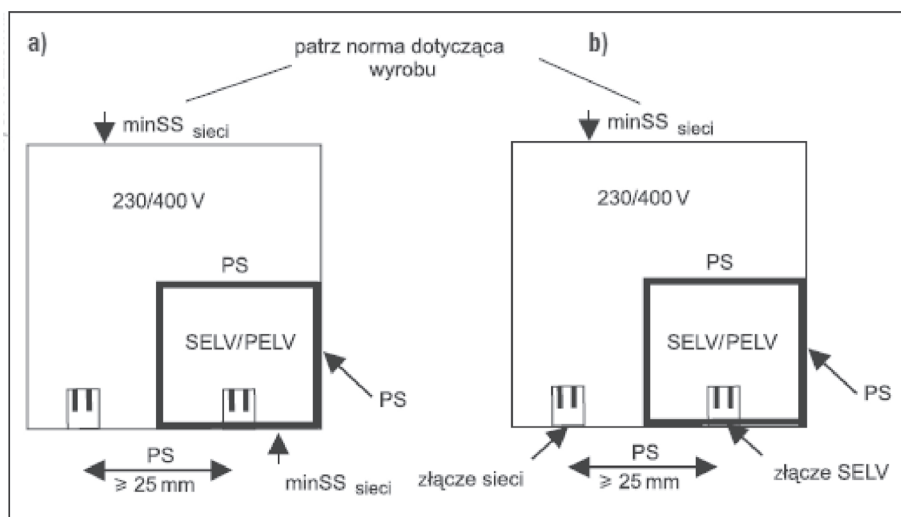 a)
patrz norma dotycząca
wyrobu
b)
minSS sieci
230/400 V
PS
SELV/PELV
PS
PS
≥ 25 mm
minSS sieci
minSS sieci
230/400 V
PS
SELV/PELV
PS
złącze sieci
PS
≥ 25 mm
złącze SELV